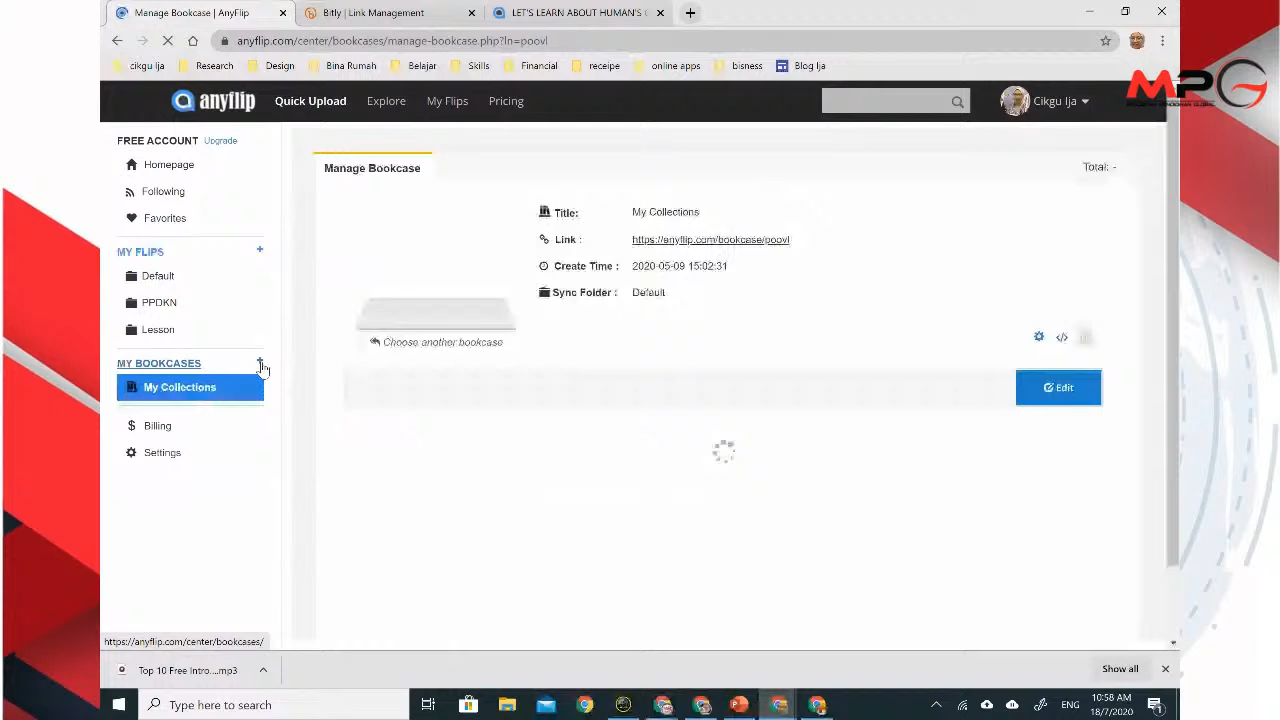 Manage Bookcase | AnyFlip
Bitly | Link Management
LET'S LEARN ABOUT HUMAN'S
anyflip.com/center/bookcases/manage-bookcase.php?ln=poovl
cikgu Ija
Research
Design
Bina Rumah
Belajar
Skills
Financial
receipe
online apps
bisness
Blog Ija
MPG
anyflip
Quick Upload
Explore
My Flips
Pricing
Cikgu Ija
FREE ACCOUNT Upgrade
Homepage
Following
Favorites
MY FLIPS +
Default
PPDKN
Lesson
MY BOOKCASES +
My Collections
Billing
Settings
Manage Bookcase
Total: -
Title: My Collections
Link : https://anyflip.com/bookcase/poovl
Create Time : 2020-05-09 15:02:31
Sync Folder : Default
Choose another bookcase
Edit
https://anyflip.com/center/bookcases/
Top 10 Free Intro....mp3
Show all
Type here to search
ENG
10:58 AM
18/7/2020
1